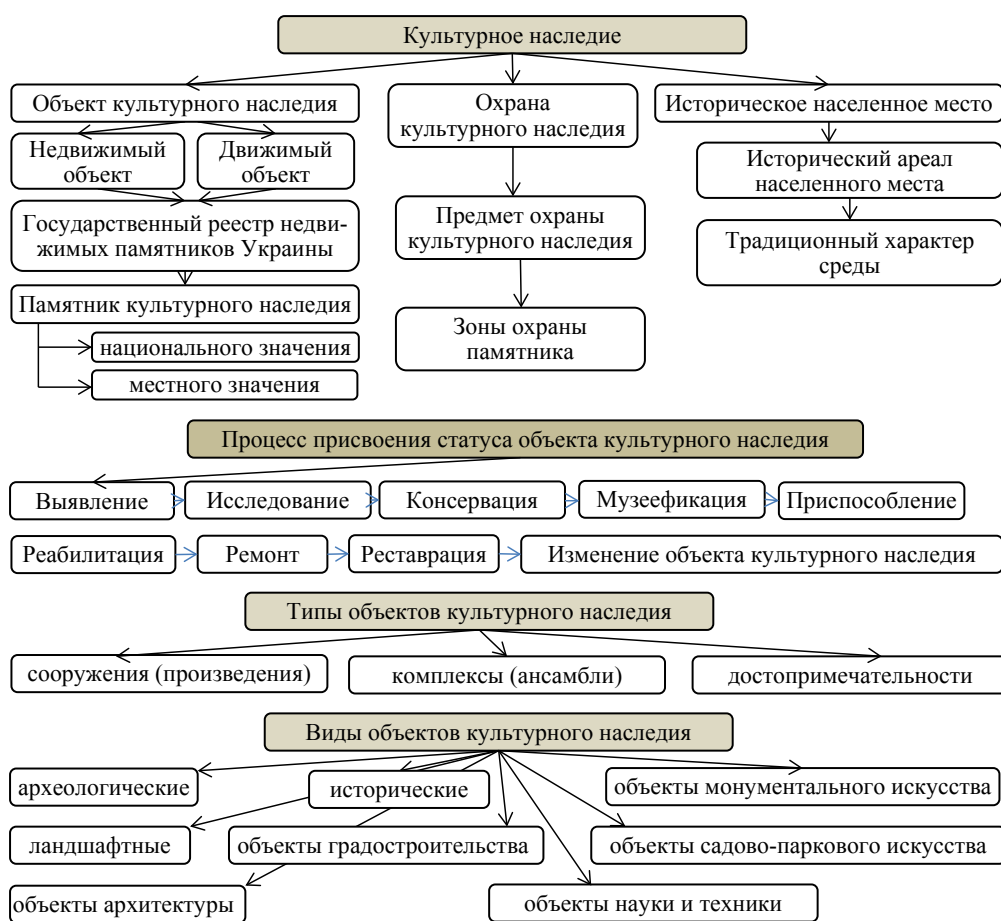 Культурное наследие
Объект культурного наследия
Охрана
культурного наследия
Историческое населенное место
Недвижимый
объект
Движимый
объект
Исторический ареал
населенного места
Государственный реестр недви-
жимых памятников Украины
Предмет охраны
культурного наследия
Традиционный характер
среды
Памятник культурного наследия
Зоны охраны
памятника
национального значения
местного значения
Процесс присвоения статуса объекта культурного наследия
Выявление
Исследование
Консервация
Музеефикация
Приспособление
Реабилитация
Ремонт
Реставрация
Изменение объекта культурного наследия
Типы объектов культурного наследия
сооружения (произведения)
комплексы (ансамбли)
достопримечательности
Виды объектов культурного наследия
археологические
исторические
объекты монументального искусства
ландшафтные
объекты градостроительства
объекты садово-паркового искусства
объекты архитектуры
объекты науки и техники